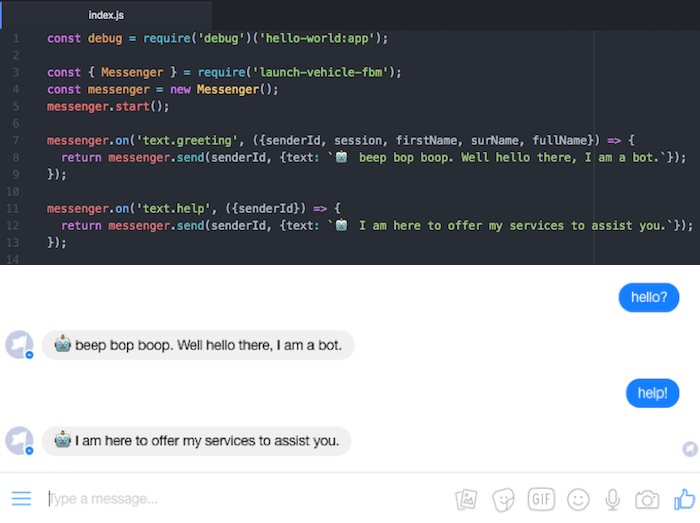 index.js
1 const debug = require('debug')('hello-world:app');
2
3 const { Messenger } = require('launch-vehicle-fbm');
4 const messenger = new Messenger();
5 messenger.start();
6
7 messenger.on('text.greeting', ({senderId, session, firstName, surName, fullName}) => {
8 return messenger.send(senderId, {text: `🤖 beep bop boop. Well hello there, I am a bot.`});
9 });
10
11 messenger.on('text.help', ({senderId}) => {
12 return messenger.send(senderId, {text: `🤖 I am here to offer my services to assist you.`});
13 });
14
hello?
🤖 beep bop boop. Well hello there, I am a bot.
help!
🤖 I am here to offer my services to assist you.
Type a message...
GIF